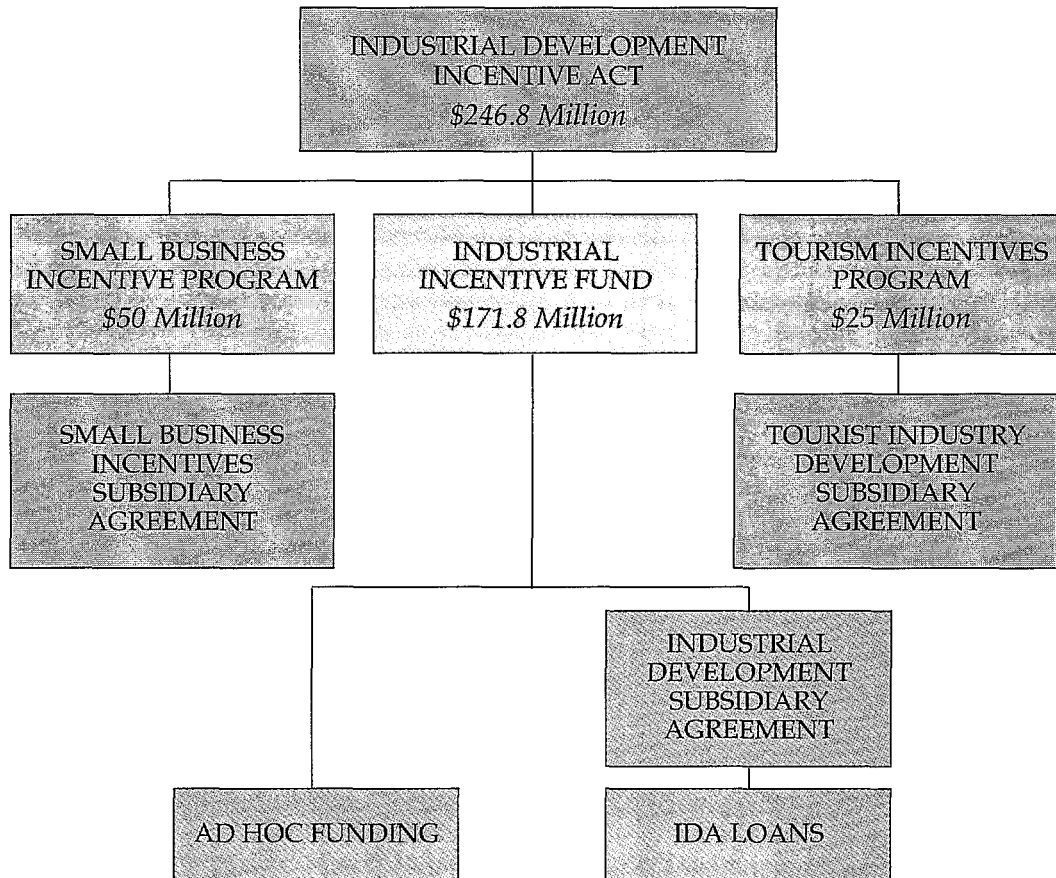 INDUSTRIAL DEVELOPMENT
INCENTIVE ACT
$246.8 Million
SMALL BUSINESS
INCENTIVE PROGRAM
$50 Million
INDUSTRIAL
INCENTIVE FUND
$171.8 Million
TOURISM INCENTIVES
PROGRAM
$25 Million
SMALL BUSINESS
INCENTIVES
SUBSIDIARY
AGREEMENT
TOURIST INDUSTRY
DEVELOPMENT
SUBSIDIARY
AGREEMENT
INDUSTRIAL
DEVELOPMENT
SUBSIDIARY
AGREEMENT
AD HOC FUNDING
IDA LOANS